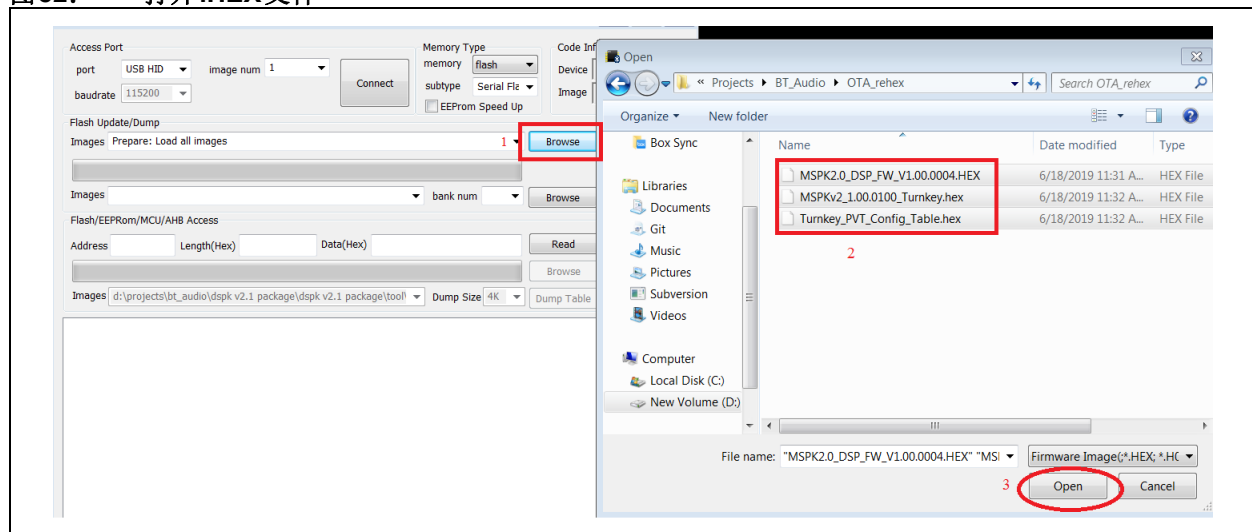 Access Port
port USB HID image num 1
baudrate 115200
Connect
Memory Type
memory flash
subtype Serial Fla
EEProm Speed Up
Code Inf
Device
Image
Flash Update/Dump
Images Prepare: Load all images 1 Browse
Images bank num Browse
Flash/EEPRom/MCU/AHB Access
Address Length(Hex) Data(Hex) Read
Browse
Images d:\projects\bt_audio\dspk v2.1 package\dspk v2.1 package\tool\ Dump Size 4K Dump Table
Open
« Projects BT_Audio OTA_rehex Search OTA_rehex
Organize New folder
Box Sync
Libraries
Documents
Git
Music
Pictures
Subversion
Videos
Computer
Local Disk (C:)
New Volume (D:)
Name Date modified Type
MSPK2.0_DSP_FW_V1.00.0004.HEX 6/18/2019 11:31 A... HEX File
MSPKv2_1.00.0100_Turnkey.hex 6/18/2019 11:32 A... HEX File
Turnkey_PVT_Config_Table.hex 6/18/2019 11:32 A... HEX File
2
File name: "MSPK2.0_DSP_FW_V1.00.0004.HEX" "MSI Firmware Image(;*.HEX; *.H(
3 Open Cancel